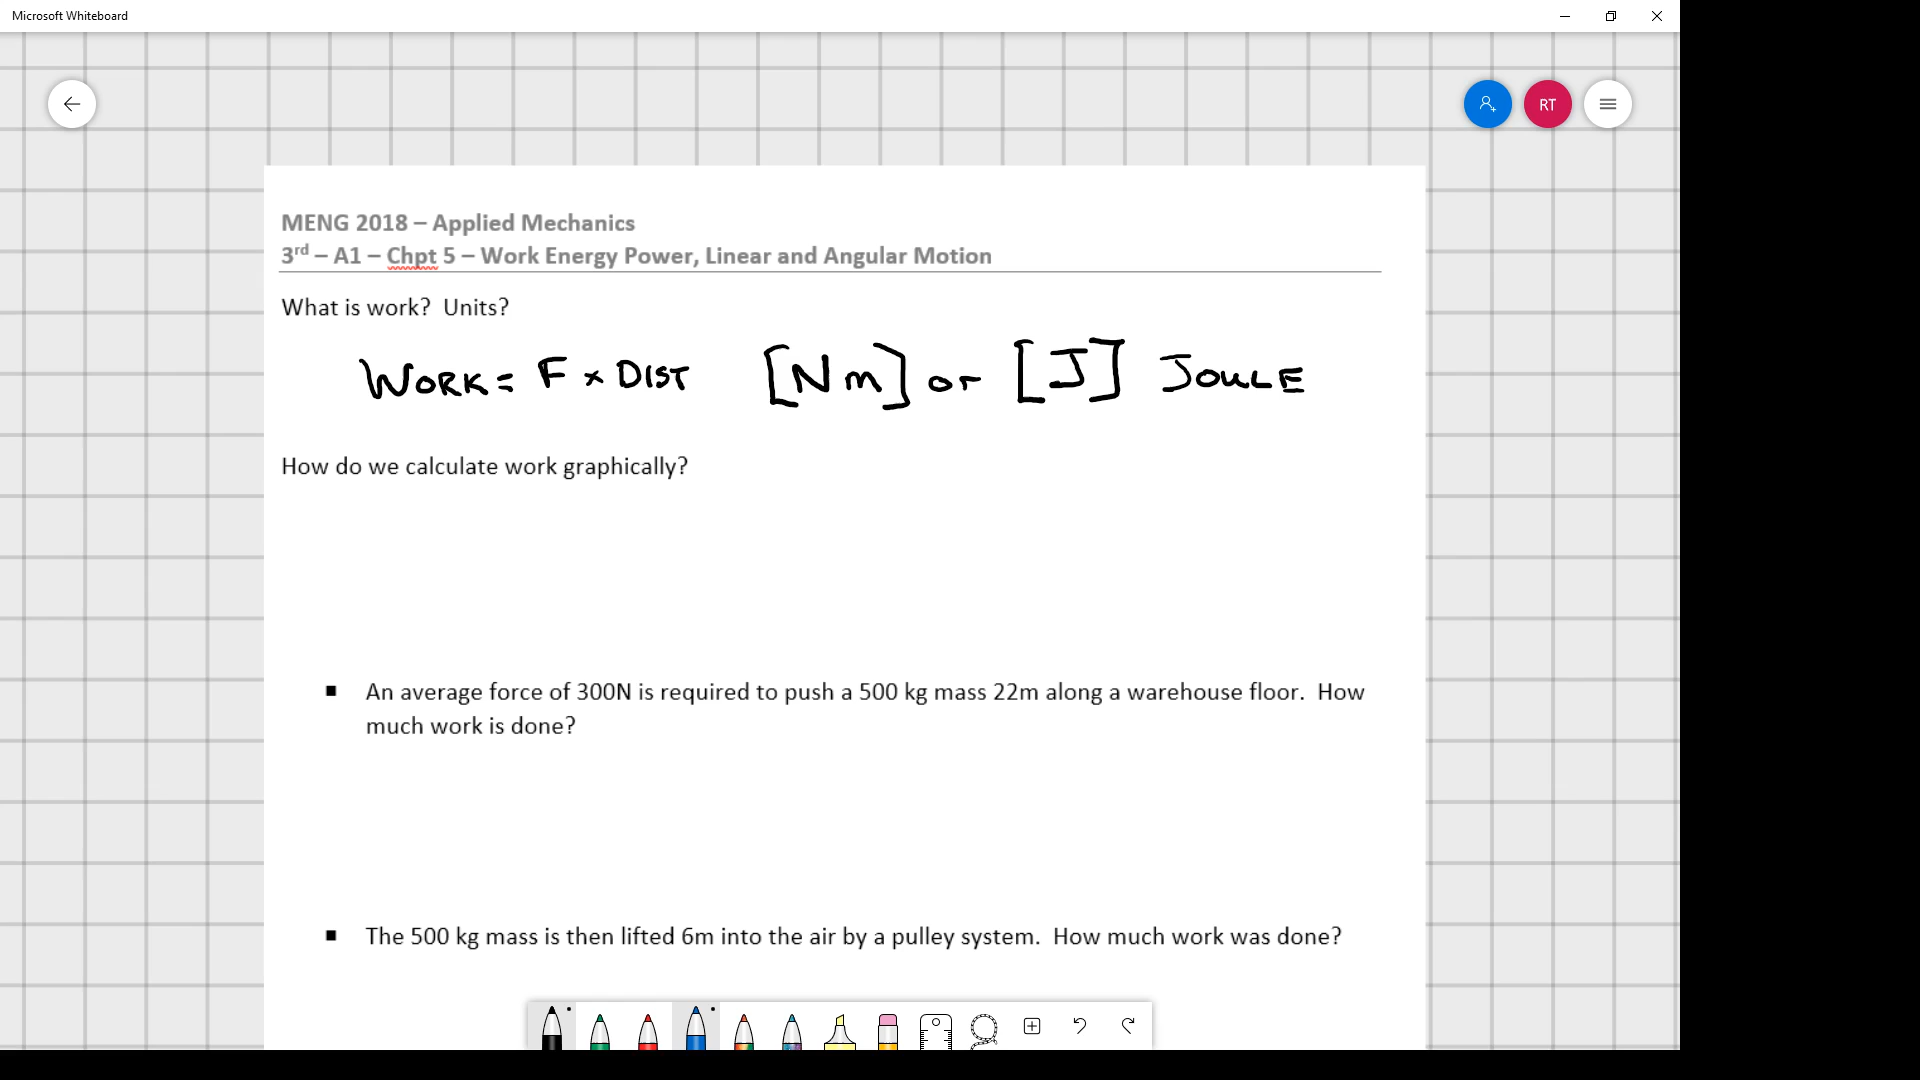 Microsoft Whiteboard
RT
MENG 2018 – Applied Mechanics
3rd – A1 – Chpt 5 – Work Energy Power, Linear and Angular Motion
What is work?  Units?
WORK = F x DIST [Nm] or [J] JOULE
How do we calculate work graphically?
▪ An average force of 300N is required to push a 500 kg mass 22m along a warehouse floor.  How
much work is done?
▪ The 500 kg mass is then lifted 6m into the air by a pulley system.  How much work was done?